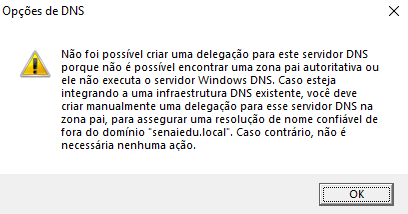 Opções de DNS
Não foi possível criar uma delegação para este servidor DNS
porque não é possível encontrar uma zona pai autoritativa ou
ele não executa o servidor Windows DNS. Caso esteja
integrando a uma infraestrutura DNS existente, você deve
criar manualmente uma delegação para esse servidor DNS na
zona pai, para assegurar uma resolução de nome confiável de
fora do domínio "senaiedu.local". Caso contrário, não é
necessária nenhuma ação.
OK